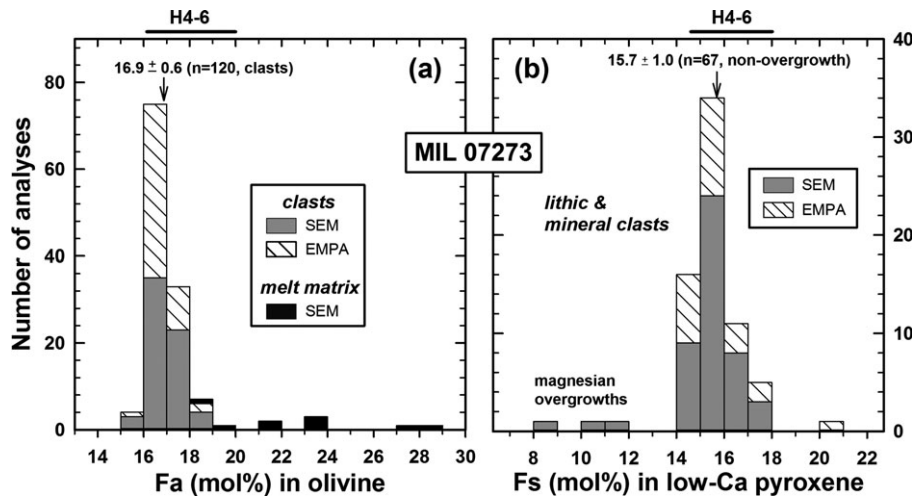 H4-6
H4-6
16.9 ± 0.6 (n=120, clasts)
(a)
Number of analyses
80
60
40
20
0
clasts
SEM
EMPA
melt matrix
SEM
14 16 18 20 22 24 26 28 30
Fa (mol%) in olivine
MIL 07273
15.7 ± 1.0 (n=67, non-overgrowth)
(b)
lithic &
mineral clasts
SEM
EMPA
magnesian
overgrowths
40
30
20
10
0
8 10 12 14 16 18 20 22
Fs (mol%) in low-Ca pyroxene